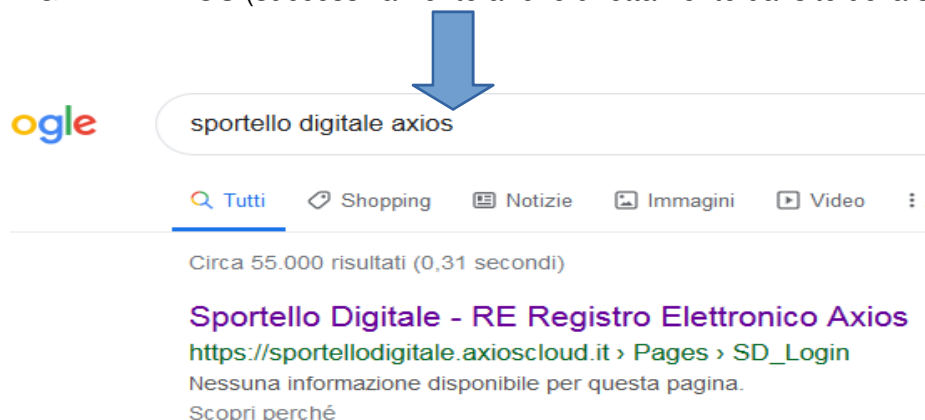 ogle
sportello digitale axios
Tutti Shopping Notizie Immagini Video
Circa 55.000 risultati (0,31 secondi)
Sportello Digitale - RE Registro Elettronico Axios
https://sportellodigitale.axioscloud.it › Pages › SD_Login
Nessuna informazione disponibile per questa pagina.
Scopri perché